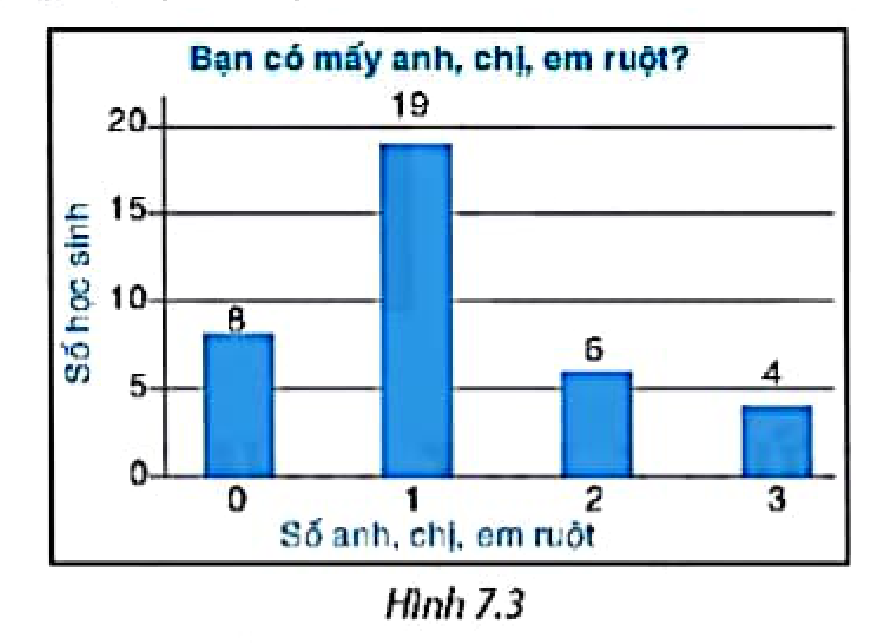 Bạn có mấy anh, chị, em ruột?
Số học sinh
20
15
10
5
0
8
19
6
4
0 1 2 3
Số anh, chị, em ruột
Hình 7.3